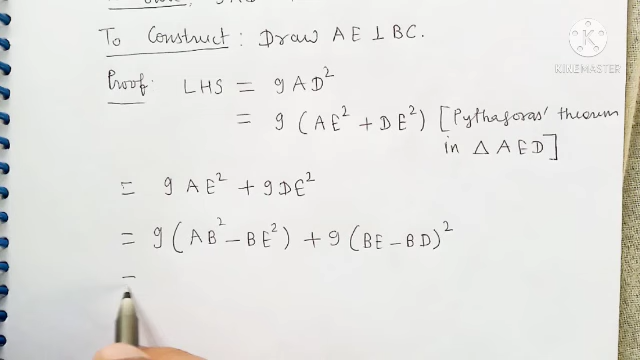 To Construct : Draw AE ⊥ BC.
Proof. LHS = 9 AD²
= 9 (AE² + DE²) [Pythagoras' theorem
in △ AED]
= 9 AE² + 9 DE²
= 9 (AB² − BE²) + 9 (BE − BD)²
=
K
KINEMASTER